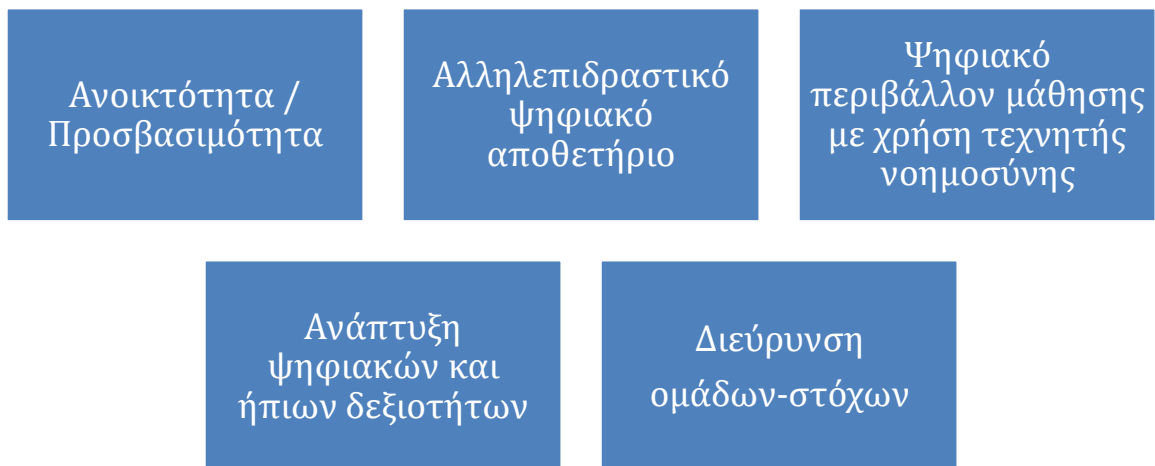 Ανοικτότητα /
Προσβασιμότητα
Αλληλεπιδραστικό
ψηφιακό
αποθετήριο
Ψηφιακό
περιβάλλον μάθησης
με χρήση τεχνητής
νοημοσύνης
Ανάπτυξη
ψηφιακών και
ήπιων δεξιοτήτων
Διεύρυνση
ομάδων-στόχων